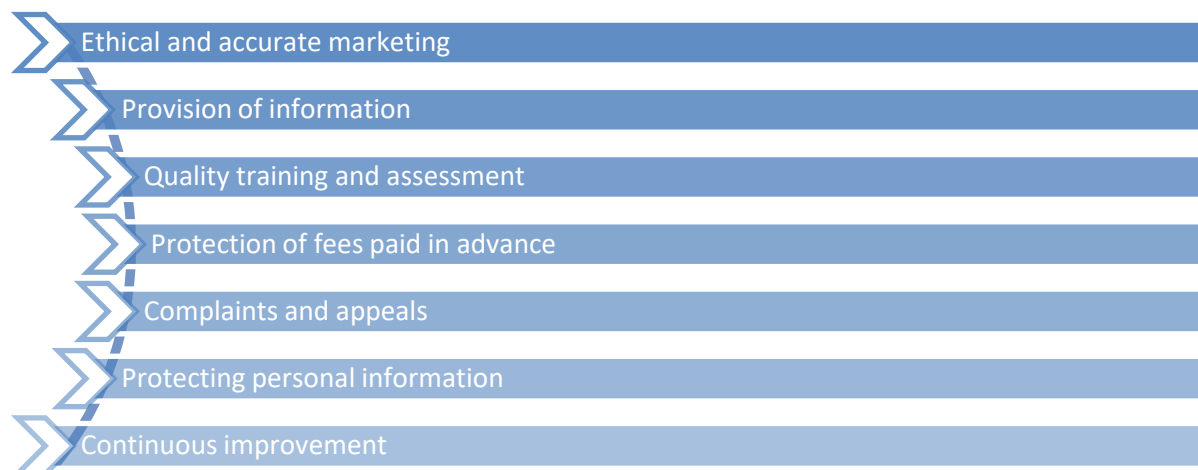 Ethical and accurate marketing
Provision of information
Quality training and assessment
Protection of fees paid in advance
Complaints and appeals
Protecting personal information
Continuous improvement